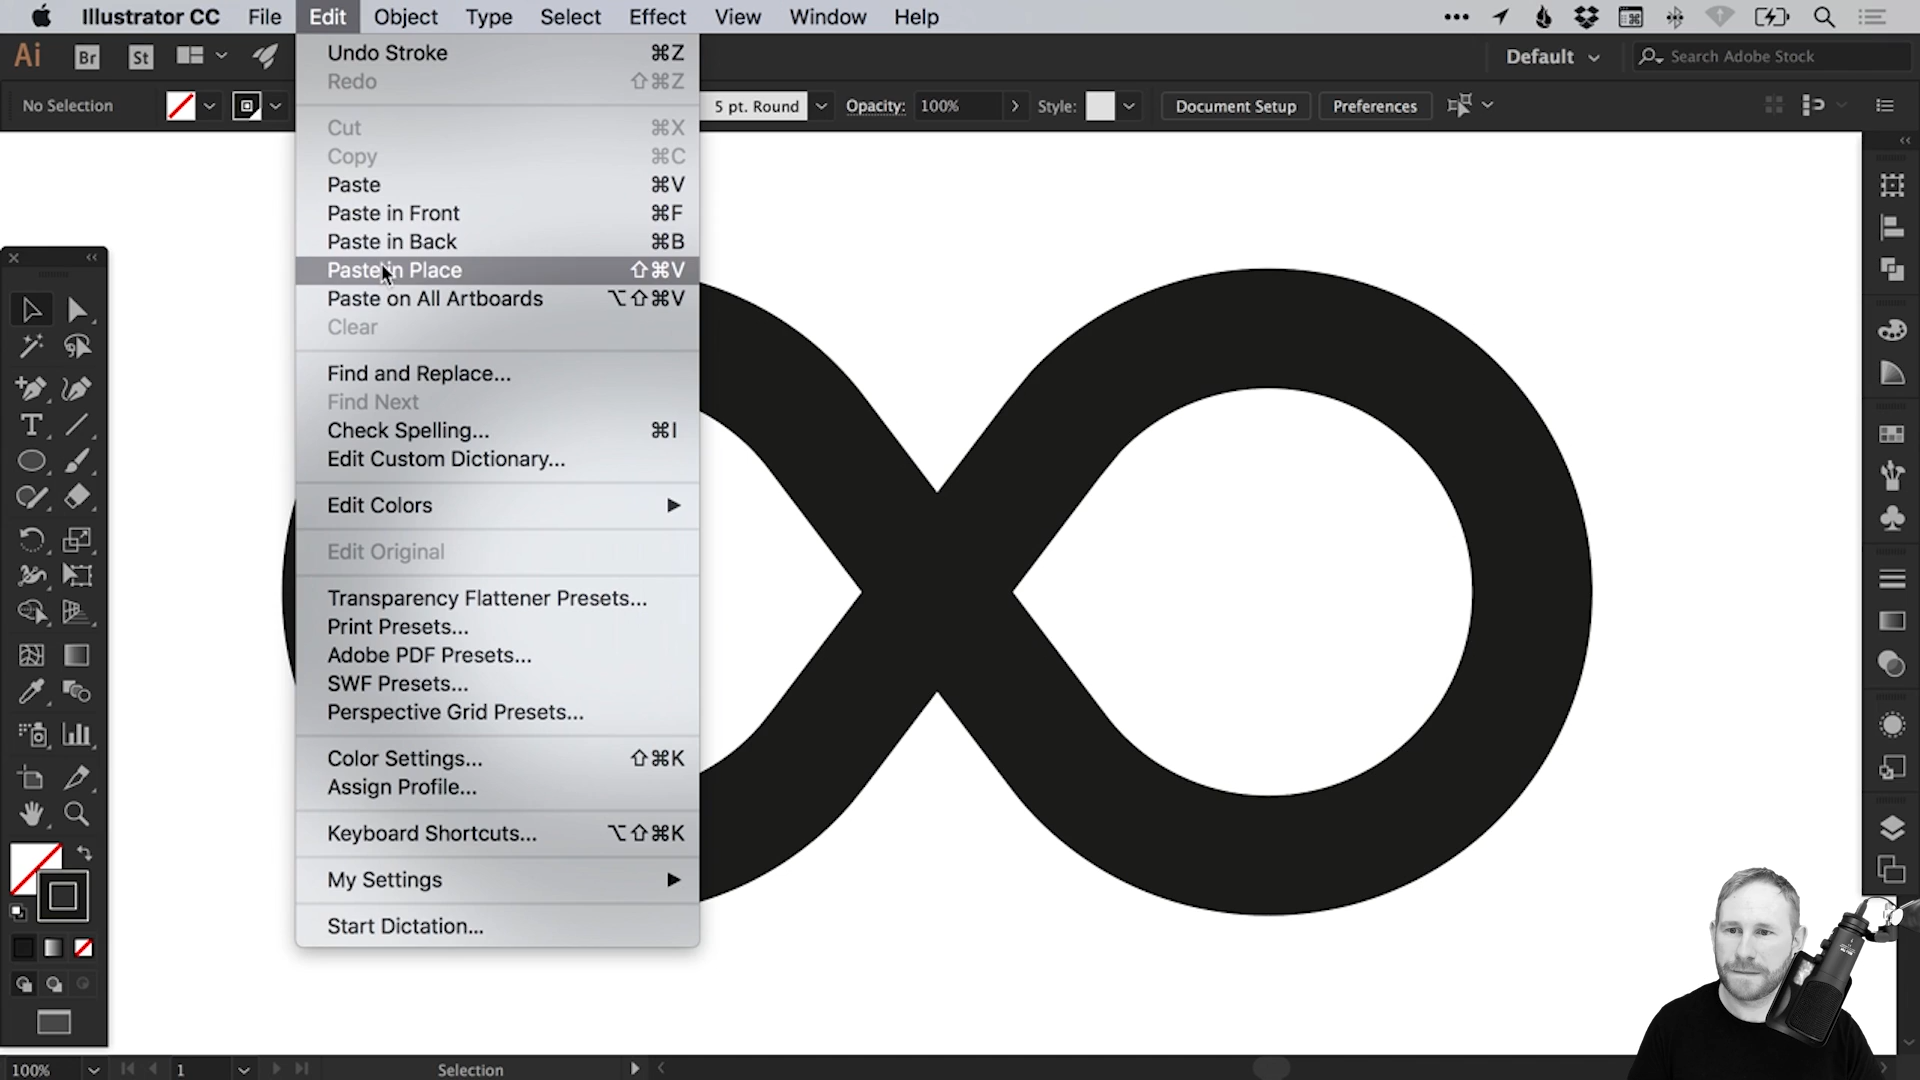 Illustrator CC File Edit Object Type Select Effect View Window Help
Ai Br St Default Search Adobe Stock
No Selection 5 pt. Round Opacity: 100% Style: Document Setup Preferences
Undo Stroke ⌘Z
Redo ⇧⌘Z
Cut ⌘X
Copy ⌘C
Paste ⌘V
Paste in Front ⌘F
Paste in Back ⌘B
Paste in Place ⇧⌘V
Paste on All Artboards ⌥⇧⌘V
Clear
Find and Replace...
Find Next
Check Spelling... ⌘I
Edit Custom Dictionary...
Edit Colors
Edit Original
Transparency Flattener Presets...
Print Presets...
Adobe PDF Presets...
SWF Presets...
Perspective Grid Presets...
Color Settings... ⇧⌘K
Assign Profile...
Keyboard Shortcuts... ⌥⇧⌘K
My Settings
Start Dictation...
100% 1 Selection